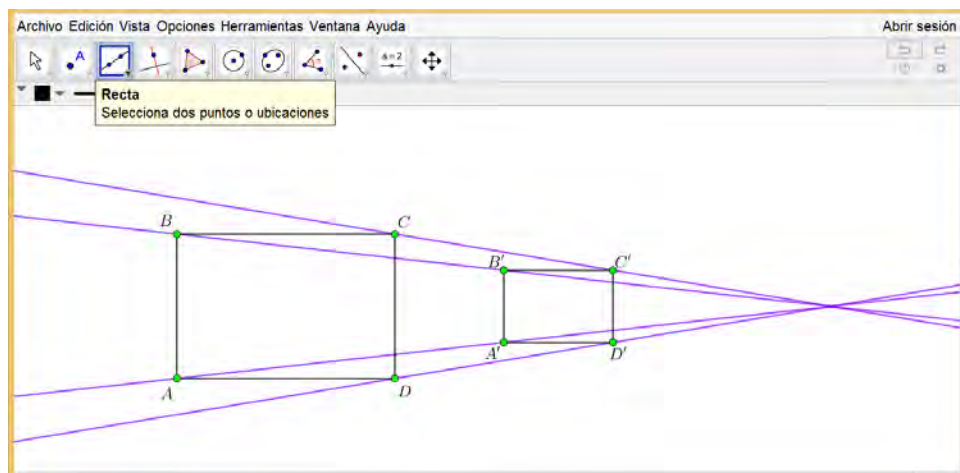 Archivo Edición Vista Opciones Herramientas Ventana Ayuda Abrir sesión
A
a=2
Recta
Selecciona dos puntos o ubicaciones
B C
B' C'
A' D'
A D